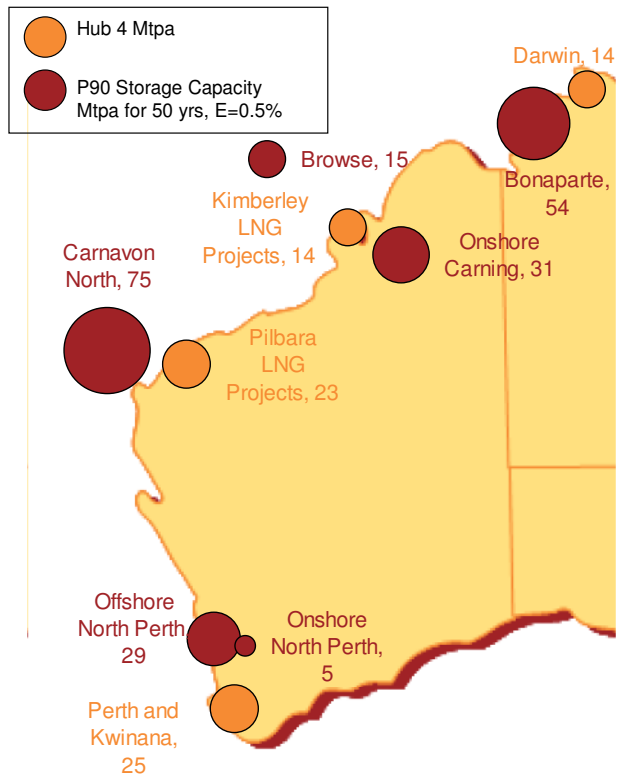 Hub 4 Mtpa
P90 Storage Capacity
Mtpa for 50 yrs, E=0.5%
Darwin, 14
Browse, 15
Bonaparte,
54
Kimberley
LNG
Projects, 14
Onshore
Carning, 31
Carnavon
North, 75
Pilbara
LNG
Projects, 23
Offshore
North Perth
29
Onshore
North Perth,
5
Perth and
Kwinana,
25